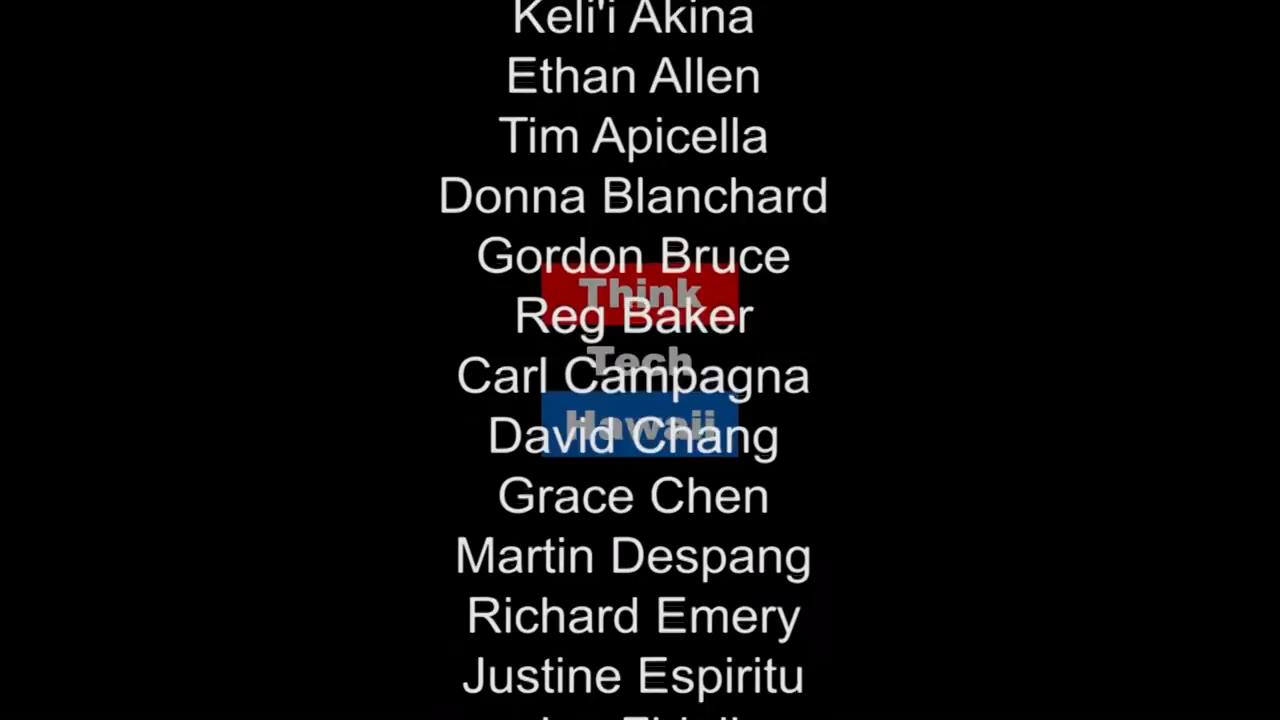 Keli'i Akina
Ethan Allen
Tim Apicella
Donna Blanchard
Gordon Bruce
Think
Reg Baker
Tech
Carl Campagna
Hawaii
David Chang
Grace Chen
Martin Despang
Richard Emery
Justine Espiritu